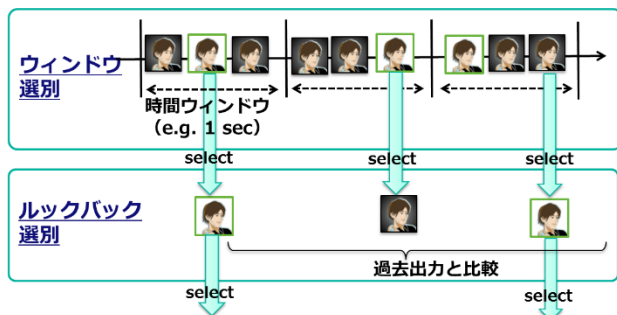 ウィンドウ
選別
時間ウィンドウ
（e.g. 1 sec）
select
select
select
ルックバック
選別
過去出力と比較
select
select